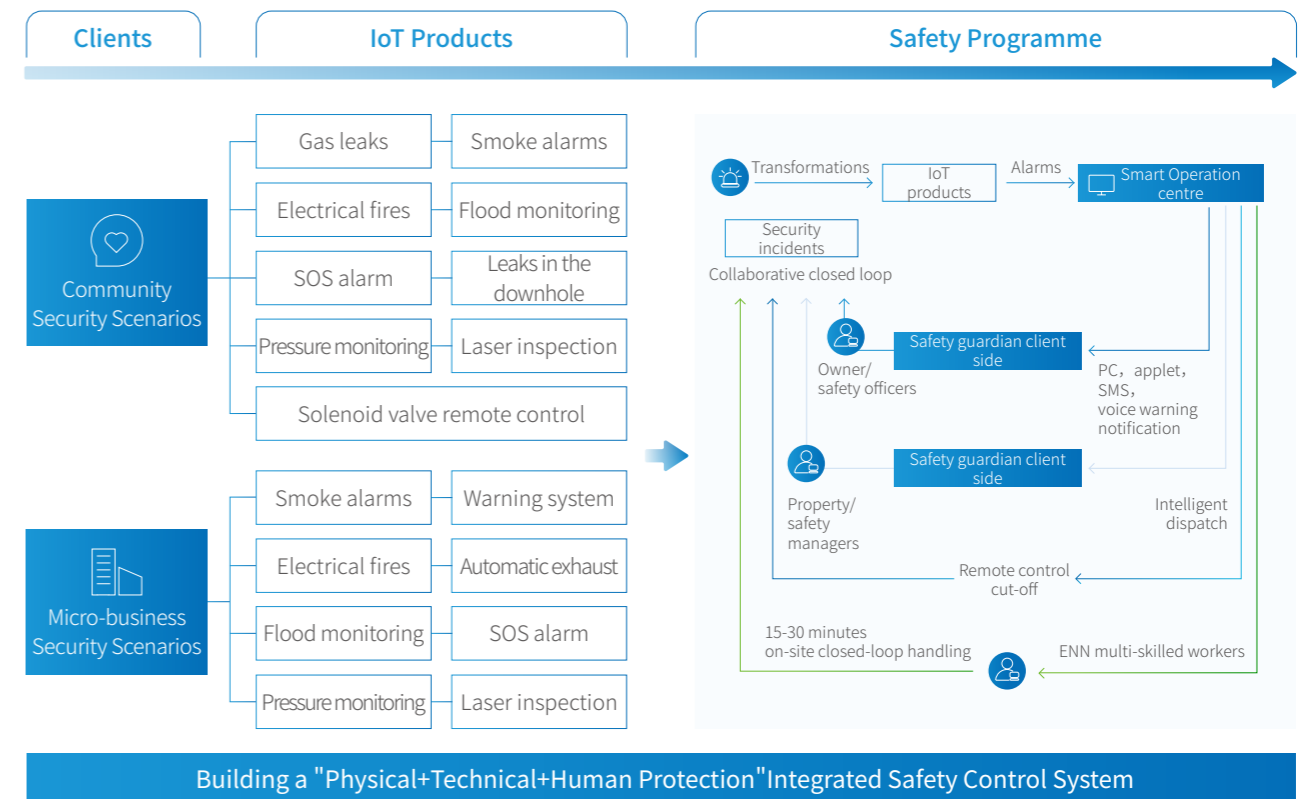 Clients
IoT Products
Safety Programme
Community
Security Scenarios
Gas leaks
Smoke alarms
Electrical fires
Flood monitoring
SOS alarm
Leaks in the
downhole
Pressure monitoring
Laser inspection
Solenoid valve remote control
Micro-business
Security Scenarios
Smoke alarms
Warning system
Electrical fires
Automatic exhaust
Flood monitoring
SOS alarm
Pressure monitoring
Laser inspection
Transformations
IoT
products
Alarms
Smart Operation
centre
Security
incidents
Collaborative closed loop
Owner/
safety officers
Safety guardian client
side
PC，applet，
SMS，
voice warning
notification
Property/
safety
managers
Safety guardian client
side
Intelligent
dispatch
Remote control
cut-off
15-30 minutes
on-site closed-loop handling
ENN multi-skilled workers
Building a "Physical+Technical+Human Protection"Integrated Safety Control System